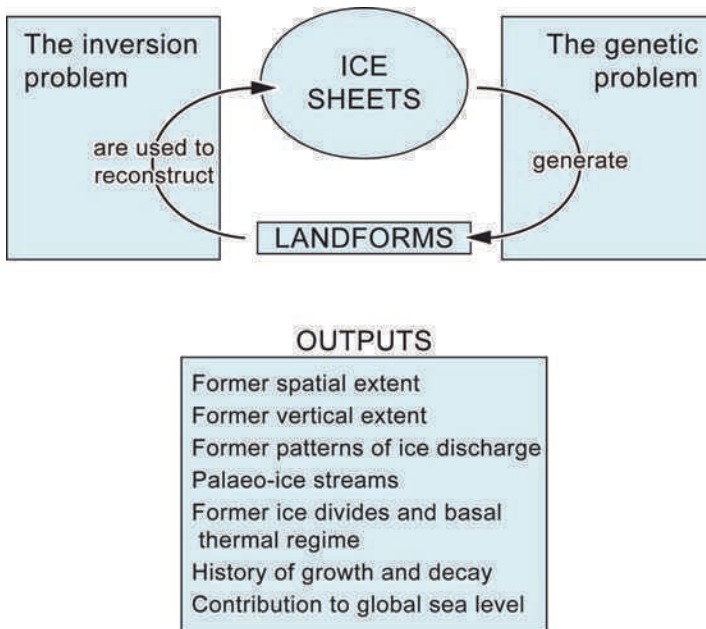 The inversion
problem
ICE
SHEETS
The genetic
problem
are used to
reconstruct
generate
LANDFORMS
OUTPUTS
Former spatial extent
Former vertical extent
Former patterns of ice discharge
Palaeo-ice streams
Former ice divides and basal
thermal regime
History of growth and decay
Contribution to global sea level